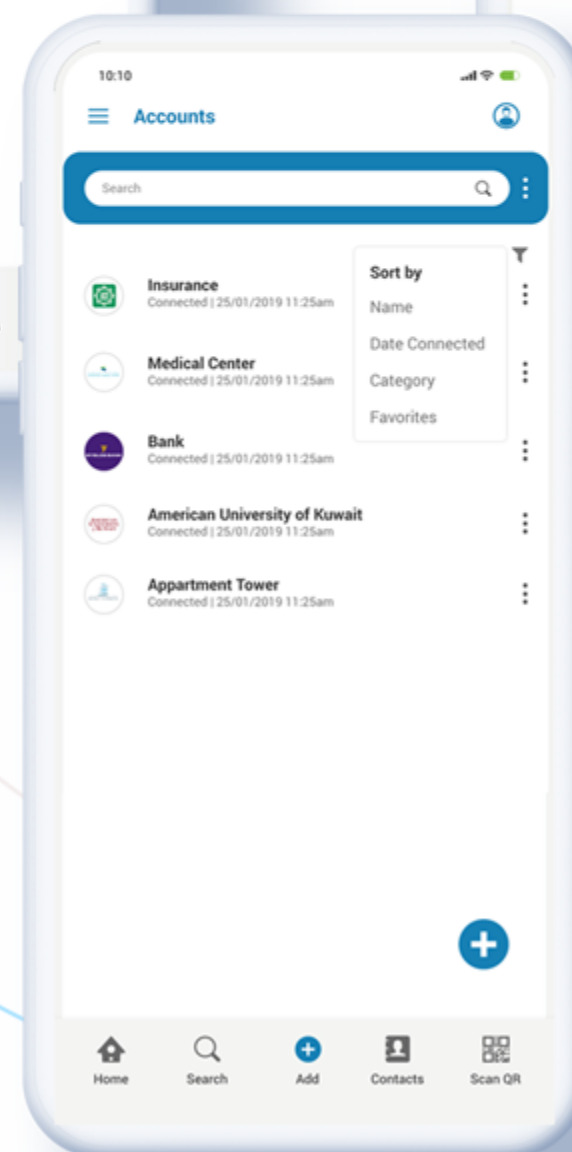 10:10
Accounts
Search
Sort by
Name
Date Connected
Category
Favorites
Insurance
Connected | 25/01/2019 11:25am
Medical Center
Connected | 25/01/2019 11:25am
Bank
Connected | 25/01/2019 11:25am
American University of Kuwait
Connected | 25/01/2019 11:25am
Appartment Tower
Connected | 25/01/2019 11:25am
Home
Search
Add
Contacts
Scan QR